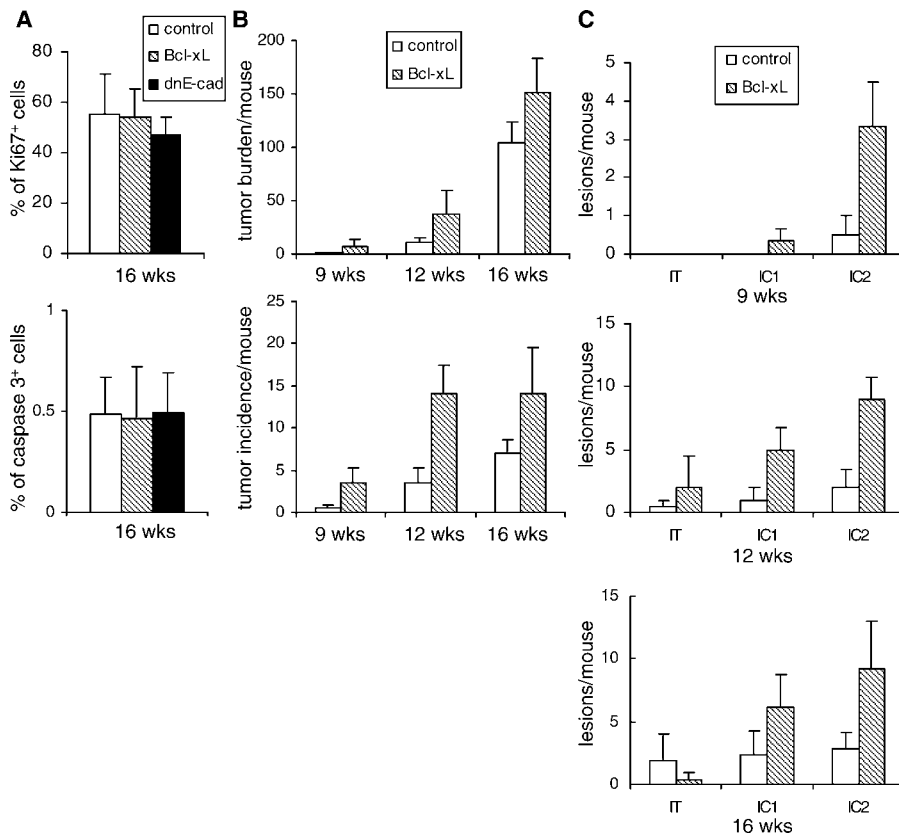 A
control
Bcl-xL
dnE-cad
% of Ki67+ cells
80
60
40
20
0
16 wks
% of caspase 3+ cells
1
0.5
0
16 wks
B
control
Bcl-xL
tumor burden/mouse
200
150
100
50
0
9 wks 12 wks 16 wks
tumor incidence/mouse
25
20
15
10
5
0
9 wks 12 wks 16 wks
C
control
Bcl-xL
lesions/mouse
5
4
3
2
1
0
IT IC1 IC2
9 wks
lesions/mouse
15
10
5
0
IT IC1 IC2
12 wks
lesions/mouse
15
10
5
0
IT IC1 IC2
16 wks